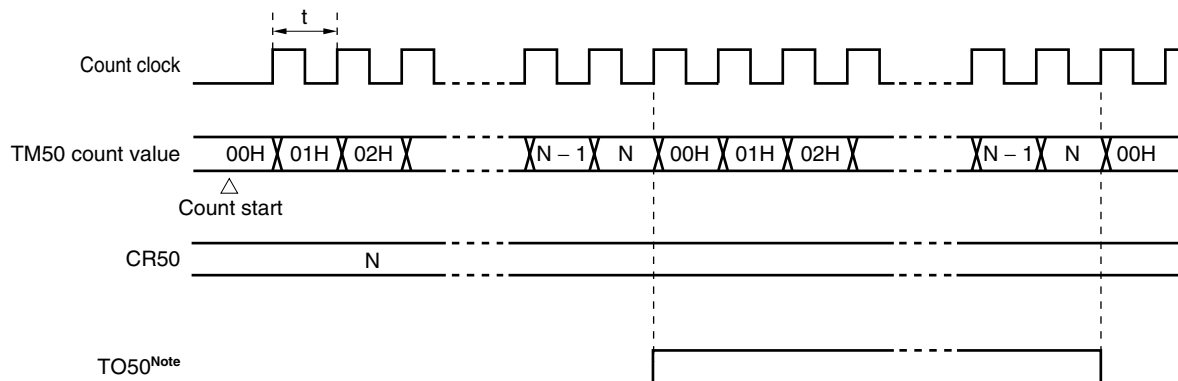 t
Count clock
TM50 count value 00H 01H 02H N – 1 N 00H 01H 02H N – 1 N 00H
Count start
CR50 N
TO50Note